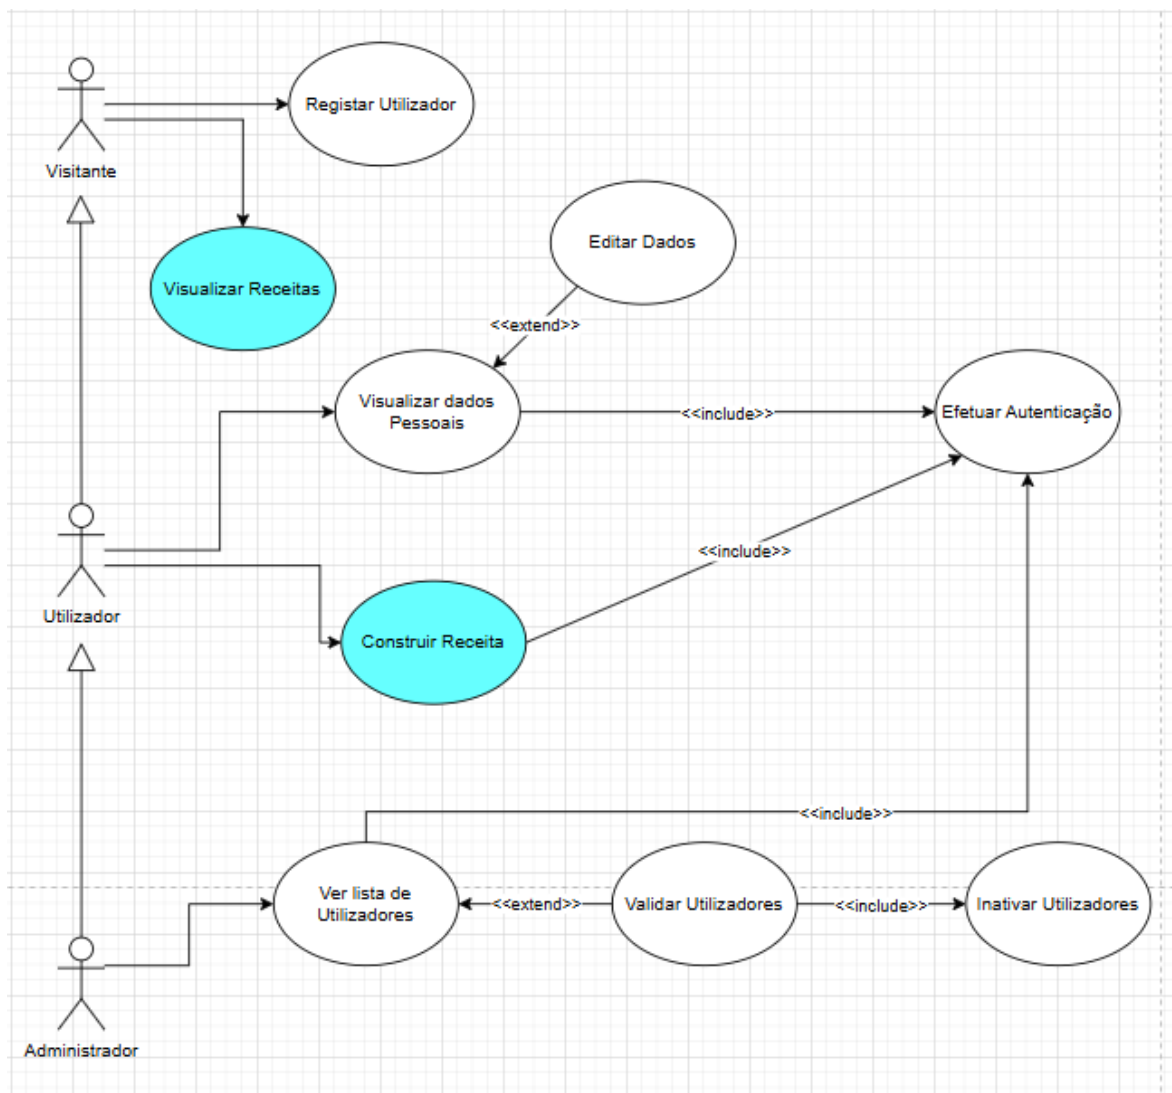 Registar Utilizador
Visitante
Editar Dados
Visualizar Receitas
<<extend>>
Visualizar dados
Pessoais
<<include>>
Efetuar Autenticação
<<include>>
Utilizador
Construir Receita
<<include>>
Ver lista de
Utilizadores
<<extend>>
Validar Utilizadores
<<include>>
Inativar Utilizadores
Administrador